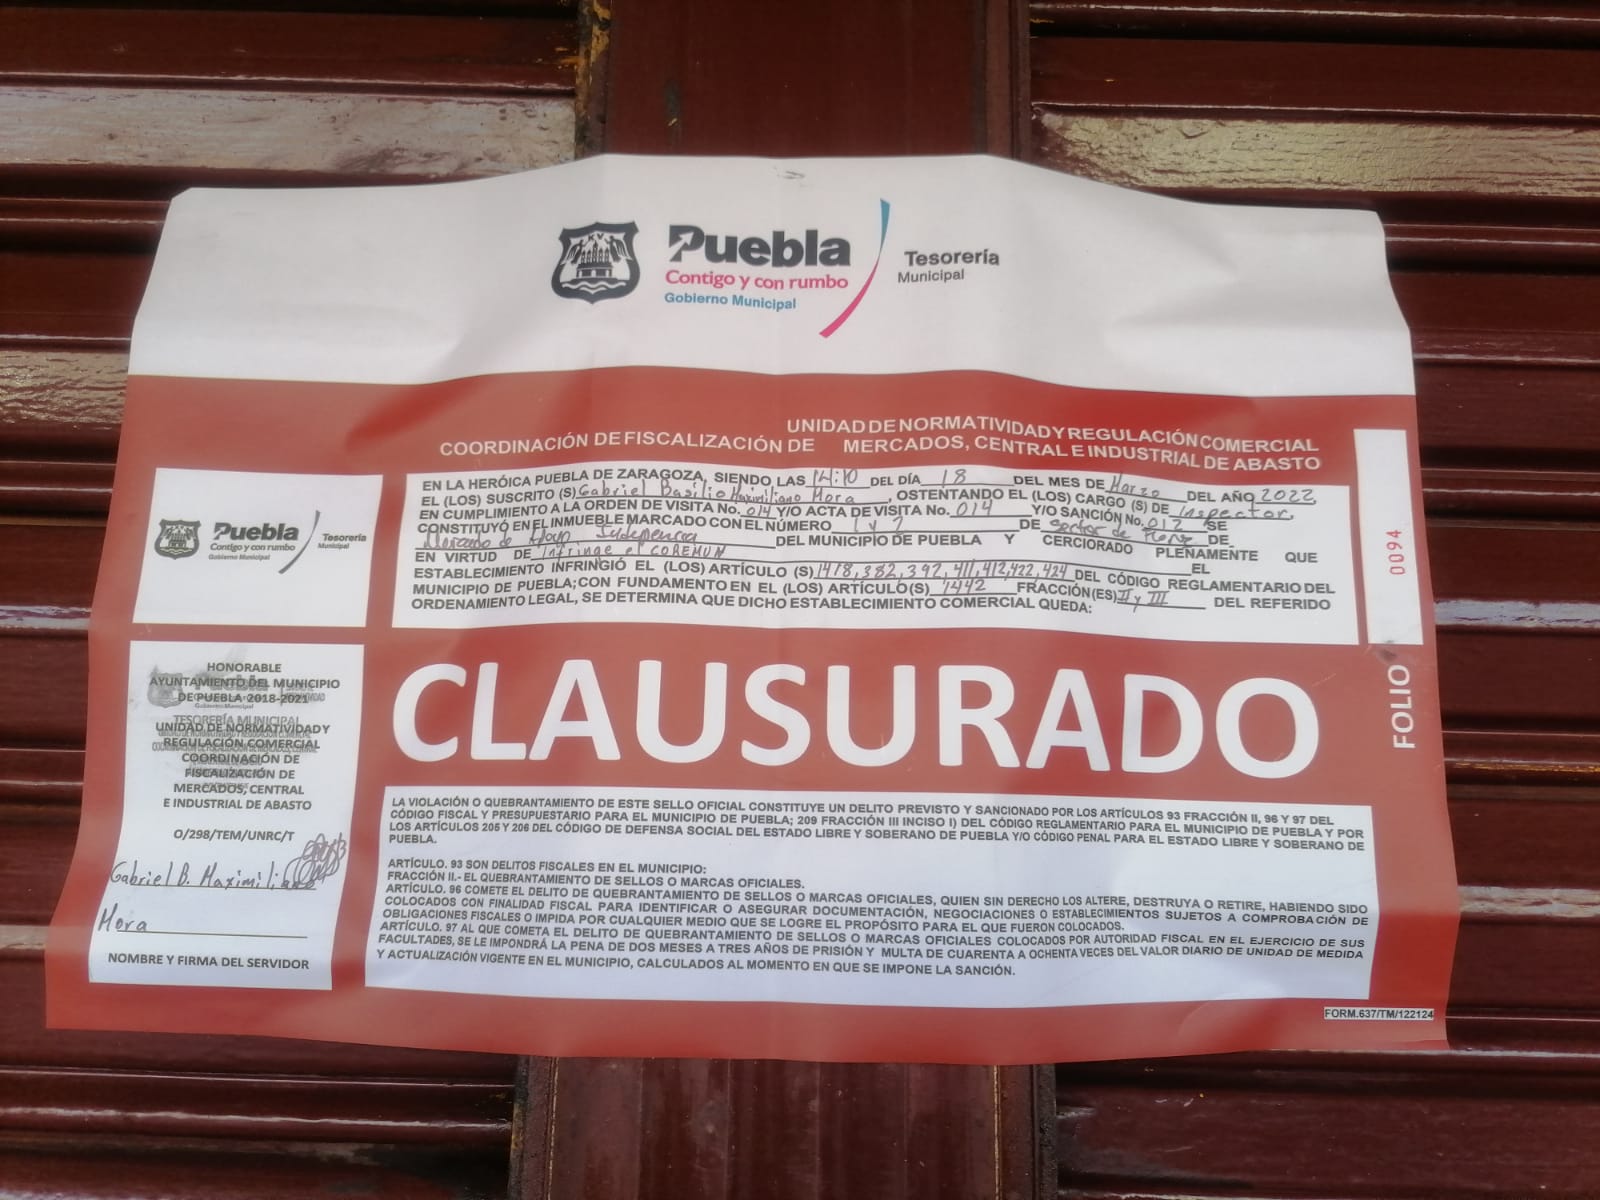 Puebla
Contigo y con rumbo
Gobierno Municipal
Tesorería
Municipal
UNIDAD DE NORMATIVIDAD Y REGULACIÓN COMERCIAL
COORDINACIÓN DE FISCALIZACIÓN DE MERCADOS, CENTRAL E INDUSTRIAL DE ABASTO
Puebla
Contigo y con rumbo
Gobierno Municipal
Tesorería
Municipal
EN LA HERÓICA PUEBLA DE ZARAGOZA, SIENDO LAS 14:10 DEL DÍA 18 DEL MES DE Marzo DEL AÑO 2022,
EL (LOS) SUSCRITO (S) Gabriel Basilio Maximiliano Mora, OSTENTANDO EL (LOS) CARGO (S) DE Inspector,
EN CUMPLIMIENTO A LA ORDEN DE VISITA No. 014 Y/O ACTA DE VISITA No. 014 Y/O SANCIÓN No. 012 SE
CONSTITUYÓ EN EL INMUEBLE MARCADO CON EL NÚMERO 1 y 2 DE Sector de DE
Mercado de Apoyo DEL MUNICIPIO DE PUEBLA Y CERCIORADO PLENAMENTE QUE
EN VIRTUD DE infringe el COREMUN EL
ESTABLECIMIENTO INFRINGIÓ EL (LOS) ARTÍCULO (S) 1418, 382, 392, 411, 412, 422, 424 DEL CÓDIGO REGLAMENTARIO DEL
MUNICIPIO DE PUEBLA; CON FUNDAMENTO EN EL (LOS) ARTÍCULO(S) 1442 FRACCIÓN(ES) II y III DEL REFERIDO
ORDENAMIENTO LEGAL, SE DETERMINA QUE DICHO ESTABLECIMIENTO COMERCIAL QUEDA:
0094
FOLIO
CLAUSURADO
HONORABLE
AYUNTAMIENTO DEL MUNICIPIO
DE PUEBLA 2018-2021
TESORERÍA MUNICIPAL
UNIDAD DE NORMATIVIDAD Y
REGULACIÓN COMERCIAL
COORDINACIÓN DE
FISCALIZACIÓN DE
MERCADOS, CENTRAL
E INDUSTRIAL DE ABASTO
O/298/TEM/UNRC/T
Gabriel B. Maximiliano
Mora
NOMBRE Y FIRMA DEL SERVIDOR
LA VIOLACIÓN O QUEBRANTAMIENTO DE ESTE SELLO OFICIAL CONSTITUYE UN DELITO PREVISTO Y SANCIONADO POR LOS ARTÍCULOS 93 FRACCIÓN II, 96 Y 97 DEL
CÓDIGO FISCAL Y PRESUPUESTARIO PARA EL MUNICIPIO DE PUEBLA; 209 FRACCIÓN III INCISO I) DEL CÓDIGO REGLAMENTARIO PARA EL MUNICIPIO DE PUEBLA Y POR
LOS ARTÍCULOS 205 Y 206 DEL CÓDIGO DE DEFENSA SOCIAL DEL ESTADO LIBRE Y SOBERANO DE PUEBLA Y/O CÓDIGO PENAL PARA EL ESTADO LIBRE Y SOBERANO DE
PUEBLA.
ARTÍCULO. 93 SON DELITOS FISCALES EN EL MUNICIPIO:
FRACCIÓN II.- EL QUEBRANTAMIENTO DE SELLOS O MARCAS OFICIALES.
ARTÍCULO. 96 COMETE EL DELITO DE QUEBRANTAMIENTO DE SELLOS O MARCAS OFICIALES, QUIEN SIN DERECHO LOS ALTERE, DESTRUYA O RETIRE, HABIENDO SIDO
COLOCADOS CON FINALIDAD FISCAL PARA IDENTIFICAR O ASEGURAR DOCUMENTACIÓN, NEGOCIACIONES O ESTABLECIMIENTOS SUJETOS A COMPROBACIÓN DE
OBLIGACIONES FISCALES O IMPIDA POR CUALQUIER MEDIO QUE SE LOGRE EL PROPÓSITO PARA EL QUE FUERON COLOCADOS.
ARTÍCULO. 97 AL QUE COMETA EL DELITO DE QUEBRANTAMIENTO DE SELLOS O MARCAS OFICIALES COLOCADOS POR AUTORIDAD FISCAL EN EL EJERCICIO DE SUS
FACULTADES, SE LE IMPONDRÁ LA PENA DE DOS MESES A TRES AÑOS DE PRISIÓN Y MULTA DE CUARENTA A OCHENTA VECES DEL VALOR DIARIO DE UNIDAD DE MEDIDA
Y ACTUALIZACIÓN VIGENTE EN EL MUNICIPIO, CALCULADOS AL MOMENTO EN QUE SE IMPONE LA SANCIÓN.
FORM.637/TM/122124